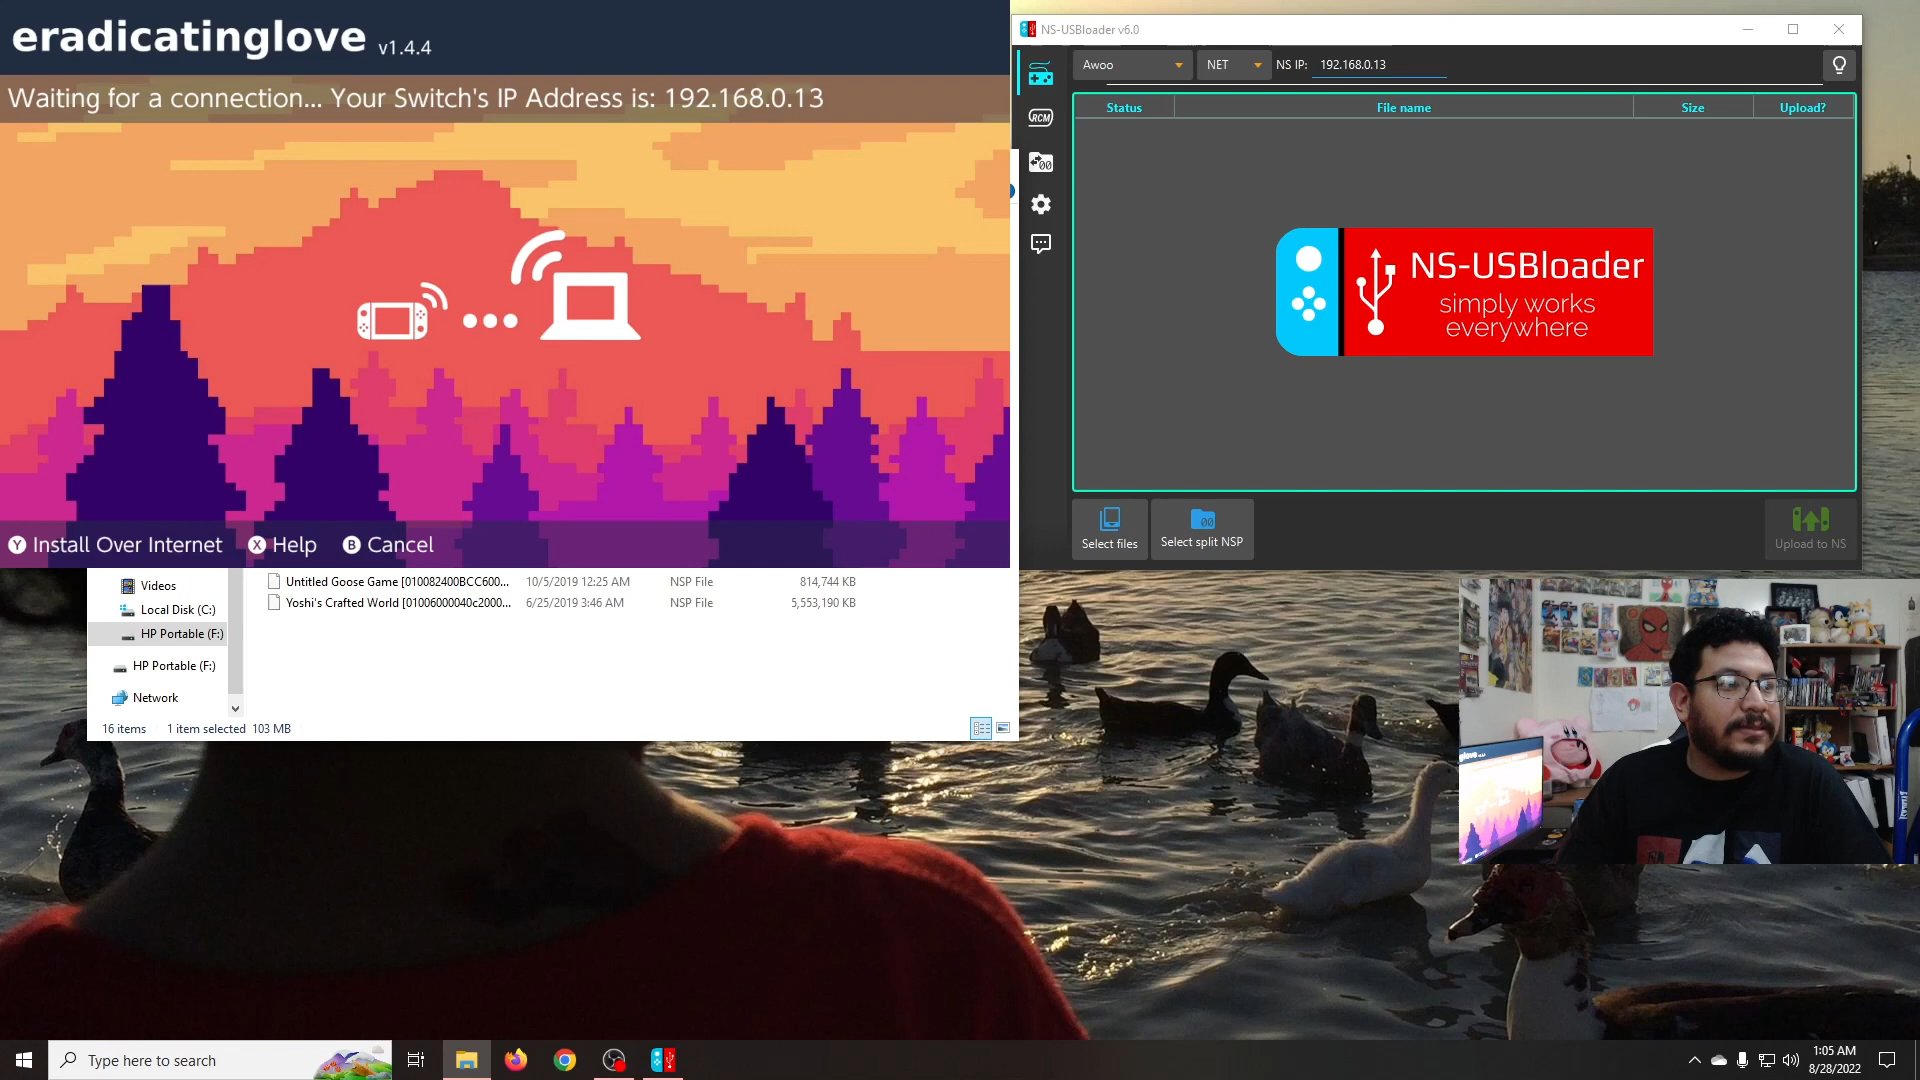 eradicatinglove v1.4.4
Waiting for a connection... Your Switch's IP Address is: 192.168.0.13
Install Over Internet
Help
Cancel
NS-USBloader v6.0
Awoo
NET
NS IP: 192.168.0.13
RCM
Status File name Size Upload?
NS-USBloader
simply works
everywhere
Select files
Select split NSP
Upload to NS
Videos
Local Disk (C:)
HP Portable (F:)
HP Portable (F:)
Network
Untitled Goose Game [010082400BCC600... 10/5/2019 12:25 AM NSP File 814,744 KB
Yoshi's Crafted World [01006000040c2000... 6/25/2019 3:46 AM NSP File 5,553,190 KB
16 items 1 item selected 103 MB
Type here to search
1:05 AM
8/28/2022